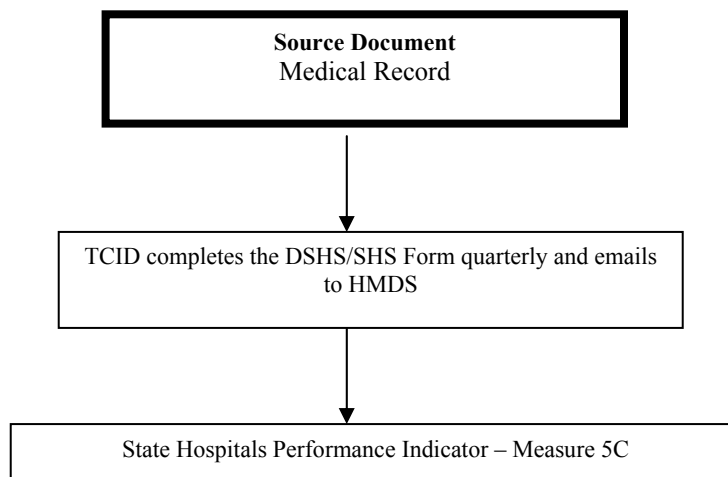 Source Document
Medical Record
TCID completes the DSHS/SHS Form quarterly and emails
to HMDS
State Hospitals Performance Indicator – Measure 5C